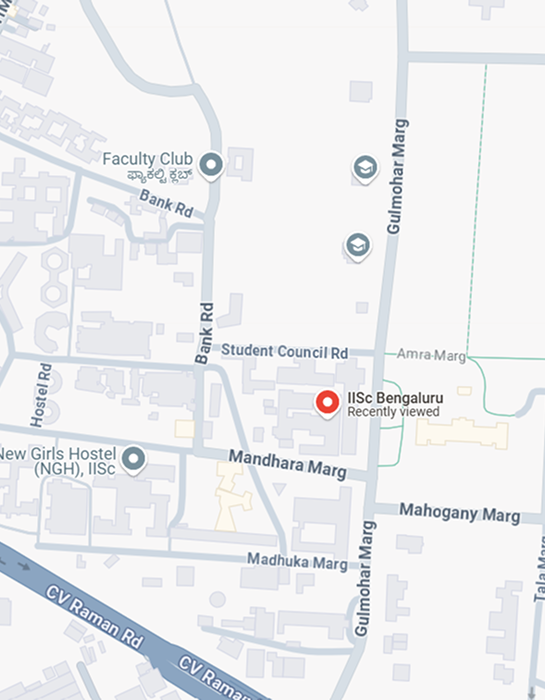 Gulmohar Marg
Faculty Club
ಫ್ಯಾಕಲ್ಟಿ ಕ್ಲಬ್
Bank Rd
Bank Rd
Student Council Rd
Amra Marg
Hostel Rd
IISc Bengaluru
Recently viewed
New Girls Hostel
(NGH), IISc
Mandhara Marg
Mahogany Marg
Gulmohar Marg
Madhuka Marg
Tala Marg
CV Raman Rd
CV Raman